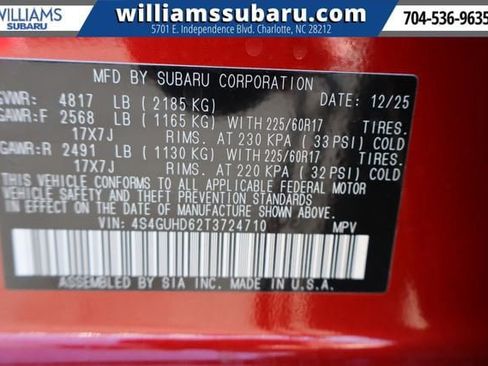 WILLIAMS
SUBARU
williamssubaru.com
5701 E. Independence Blvd. Charlotte, NC 28212
704-536-9635
MFD BY SUBARU CORPORATION
GVWR: 4817 LB ( 2185 KG) 12/25
GAWR:F 2568 LB ( 1165 KG) WITH 225/60R17 TIRES.
17X7J RIMS. AT 230 KPA ( 33 PSI) COLD
GAWR:R 2491 LB ( 1130 KG) WITH 225/60R17 TIRES.
17X7J RIMS. AT 220 KPA ( 32 PSI) COLD
THIS VEHICLE CONFORMS TO ALL APPLICABLE FEDERAL MOTOR
VEHICLE SAFETY AND THEFT PREVENTION STANDARDS
IN EFFECT ON THE DATE OF MANUFACTURE SHOWN ABOVE.
VIN: 4S4GUHD62T3724710 MPV
ASSEMBLED BY SIA INC. MADE IN U.S.A.